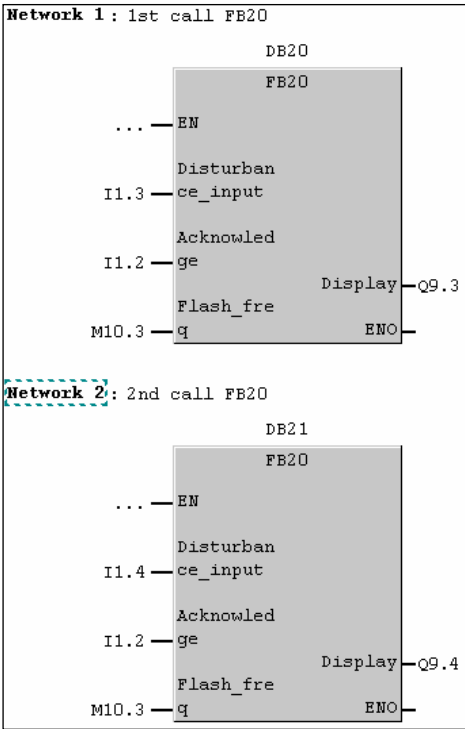 Network 1: 1st call FB20
DB20
FB20
... EN
Disturban
I1.3 ce_input
Acknowled
I1.2 ge
Display Q9.3
Flash_fre
M10.3 q ENO
Network 2: 2nd call FB20
DB21
FB20
... EN
Disturban
I1.4 ce_input
Acknowled
I1.2 ge
Display Q9.4
Flash_fre
M10.3 q ENO